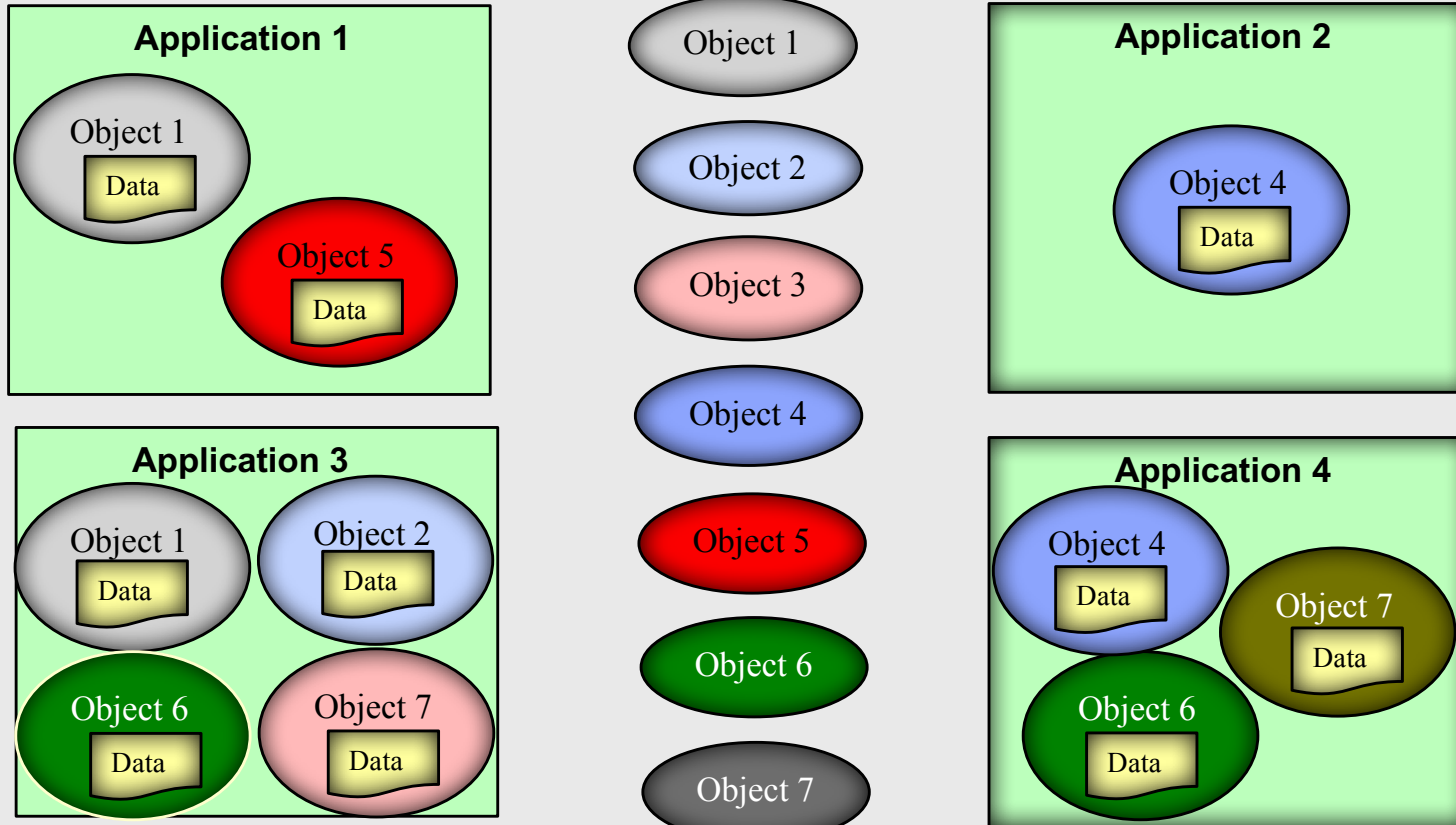 Application 1
Object 1
Data
Object 5
Data
Object 1
Object 2
Object 3
Object 4
Object 5
Object 6
Object 7
Application 2
Object 4
Data
Application 3
Object 1
Data
Object 2
Data
Object 6
Data
Object 7
Data
Application 4
Object 4
Data
Object 7
Data
Object 6
Data